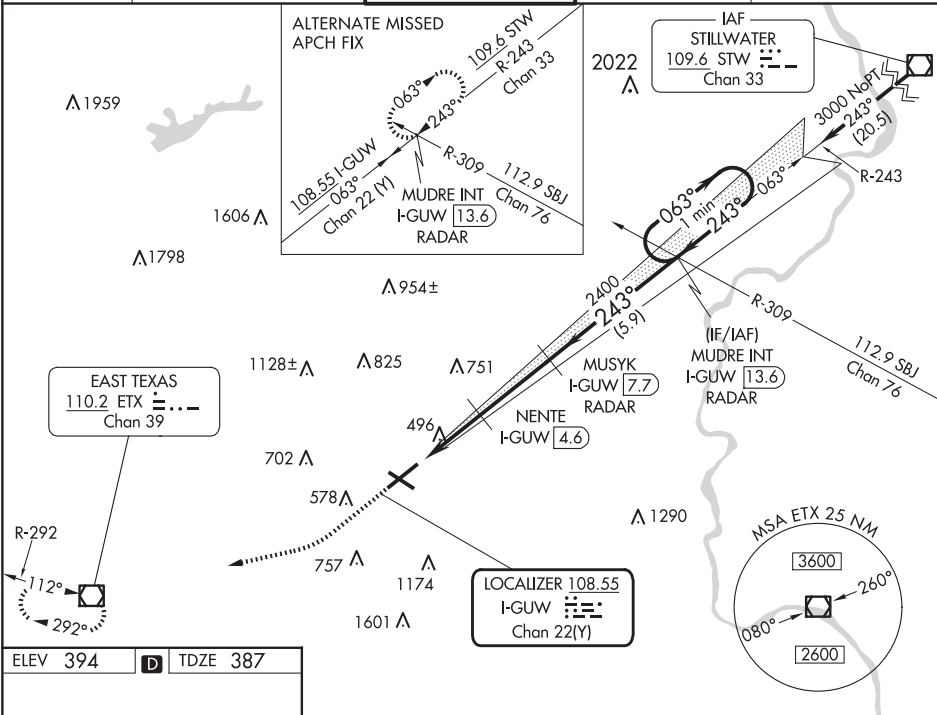 ALTERNATE MISSED
APCH FIX
109.6 STW
R-243
Chan 33
063°
243°
108.55 I-GUW
063°
Chan 22 (Y)
R-309
112.9 SBJ
Chan 76
MUDRE INT
I-GUW 13.6
RADAR
IAF
STILLWATER
109.6 STW
Chan 33
2022
1959
3000 NoPT
243°
(20.5)
R-243
063°
1 min
243°
063°
1606
1798
954±
2400
243°
(5.9)
R-309
112.9 SBJ
Chan 76
(IF/IAF)
MUDRE INT
I-GUW 13.6
RADAR
MUSYK
I-GUW 7.7
RADAR
NENTE
I-GUW 4.6
1128±
825
751
496
EAST TEXAS
110.2 ETX
Chan 39
702
578
757
1174
1601
1290
R-292
112°
292°
LOCALIZER 108.55
I-GUW
Chan 22(Y)
MSA ETX 25 NM
3600
260°
080°
2600
ELEV 394 D TDZE 387